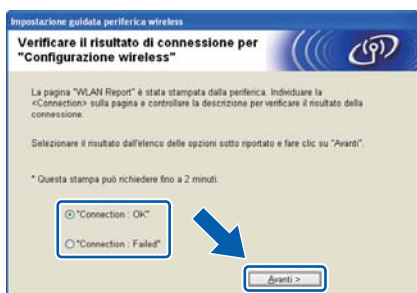 Impostazione guidata periferica wireless
Verificare il risultato di connessione per
"Configurazione wireless"
La pagina "WLAN Report" è stata stampata dalla periferica. Individuare la
<Connection> sulla pagina e controllare la descrizione per verificare il risultato della
connessione.
Selezionare il risultato dall'elenco delle opzioni sotto riportato e fare clic su "Avanti".
* Questa stampa può richiedere fino a 2 minuti.
"Connection : OK"
"Connection : Failed"
Avanti >